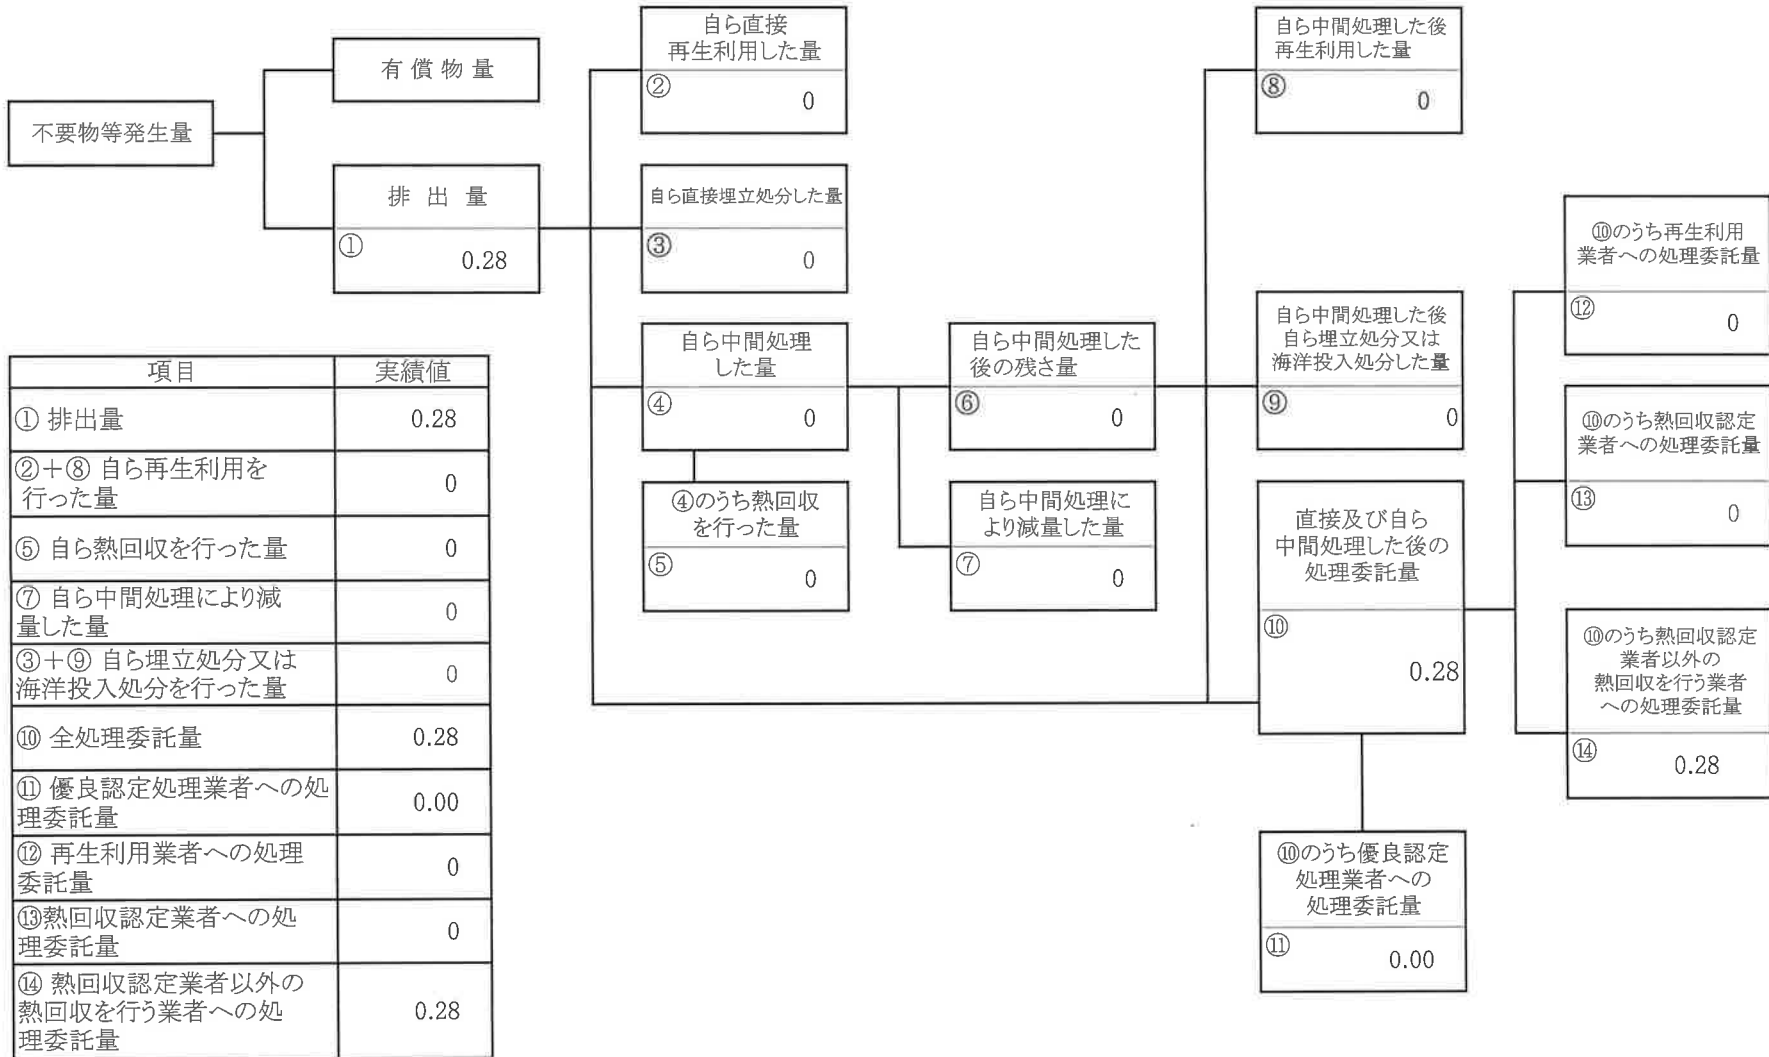 不要物等発生量
有償物量
排出量
①
0.28
自ら直接
再生利用した量
②
0
自ら直接埋立処分した量
③
0
自ら中間処理
した量
④
0
④のうち熱回収
を行った量
⑤
0
自ら中間処理した
後の残さ量
⑥
0
自ら中間処理に
より減量した量
⑦
0
自ら中間処理した後
再生利用した量
⑧
0
自ら中間処理した後
自ら埋立処分又は
海洋投入処分した量
⑨
0
直接及び自ら
中間処理した後の
処理委託量
⑩
0.28
⑩のうち優良認定
処理業者への
処理委託量
⑪
0.00
⑩のうち再生利用
業者への処理委託量
⑫
0
⑩のうち熱回収認定
業者への処理委託量
⑬
0
⑩のうち熱回収認定
業者以外の
熱回収を行う業者
への処理委託量
⑭
0.28
項目 実績値
① 排出量 0.28
②+⑧ 自ら再生利用を
行った量 0
⑤ 自ら熱回収を行った量 0
⑦ 自ら中間処理により減
量した量 0
③+⑨ 自ら埋立処分又は
海洋投入処分を行った量 0
⑩ 全処理委託量 0.28
⑪ 優良認定処理業者への処
理委託量 0.00
⑫ 再生利用業者への処理
委託量 0
⑬熱回収認定業者への処
理委託量 0
⑭ 熱回収認定業者以外の
熱回収を行う業者への処
理委託量 0.28